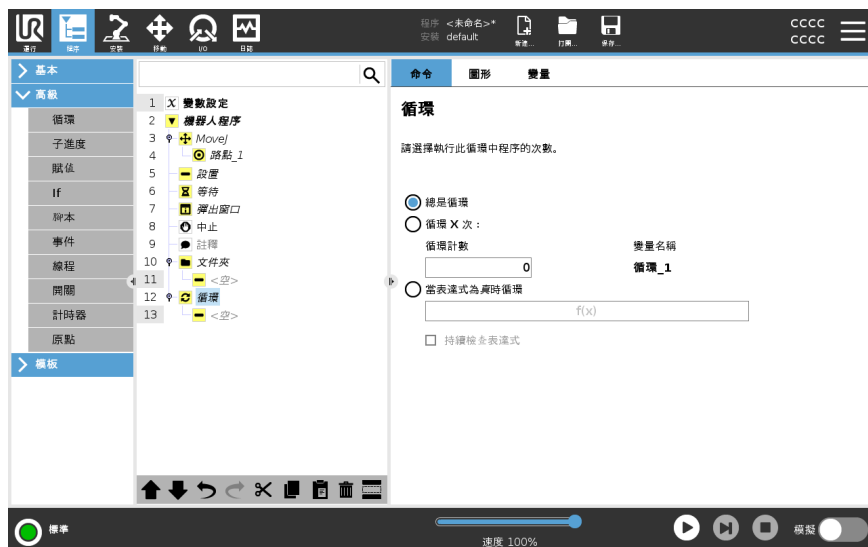 程序 <未命名>*
安裝 default
CCCC
CCCC
運行
程序
安裝
移動
I/O
日誌
新建...
打開...
保存...
基本
高級
循環
子進度
賦值
If
腳本
事件
線程
開關
計時器
原點
模板
1 x 變數設定
2 機器人程序
3 MoveJ
4 路點_1
5 設置
6 等待
7 彈出窗口
8 中止
9 註釋
10 文件夾
11 <空>
12 循環
13 <空>
命令 圖形 變量
循環
請選擇執行此循環中程序的次數。
總是循環
循環 X 次：
循環計數 變量名稱
0 循環_1
當表達式為真時循環
f(x)
持續檢查表達式
標準
速度 100%
模擬